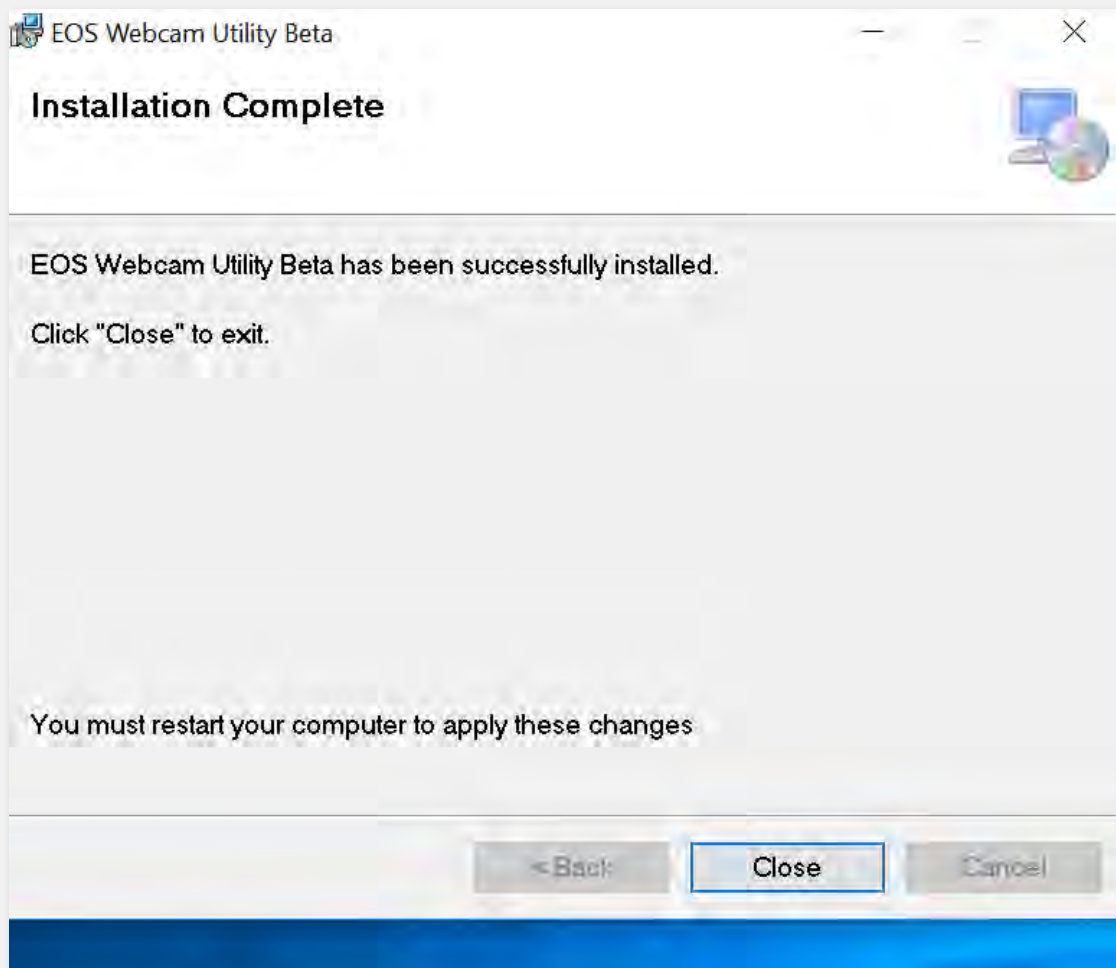 EOS Webcam Utility Beta
Installation Complete
EOS Webcam Utility Beta has been successfully installed.
Click "Close" to exit.
You must restart your computer to apply these changes
< Back
Close
Cancel